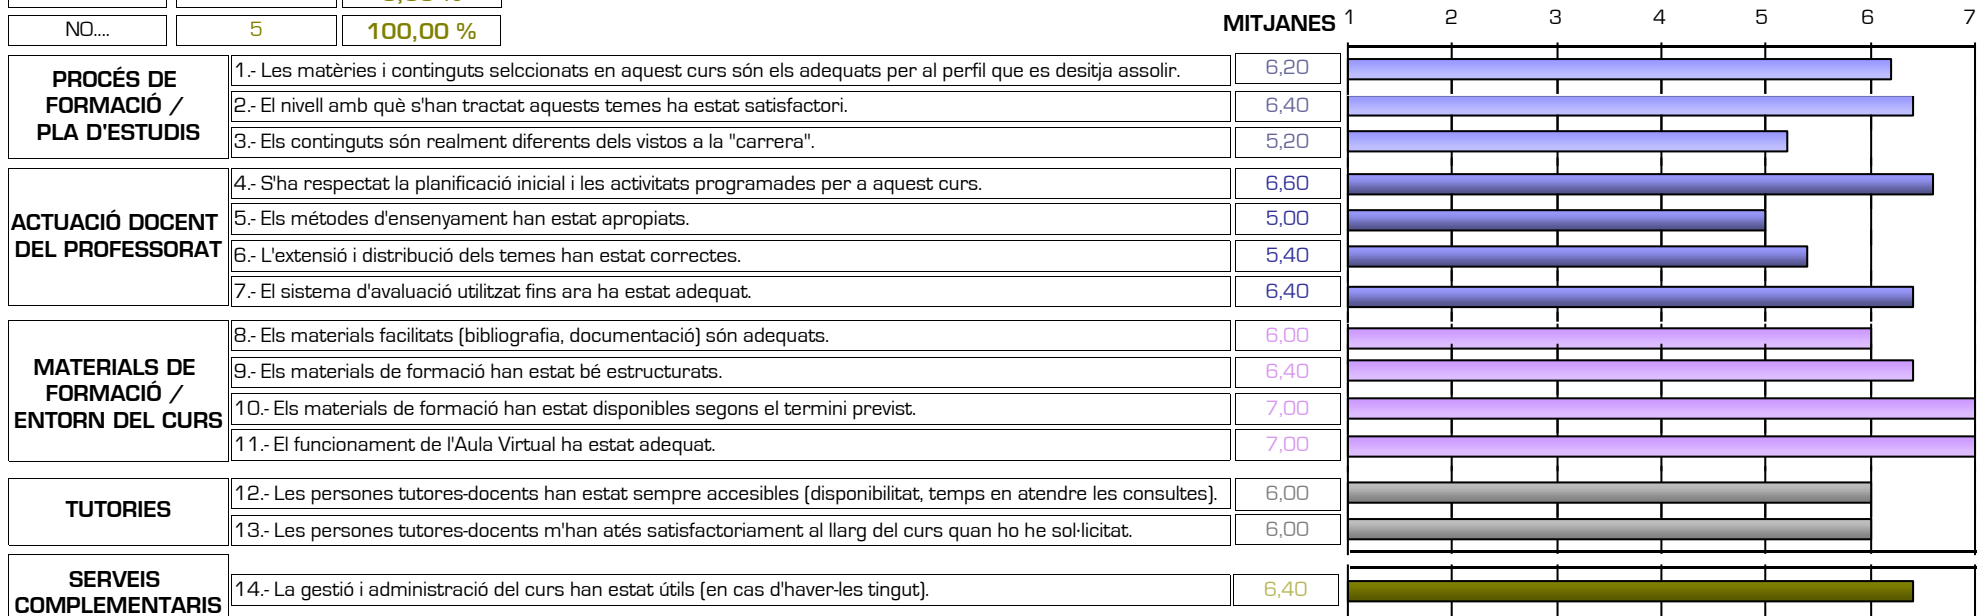 NO.... 5 100,00 %
MITJANES 1 2 3 4 5 6 7
PROCÉS DE
FORMACIÓ /
PLA D'ESTUDIS
1.- Les matèries i continguts selccionats en aquest curs són els adequats per al perfil que es desitja assolir. 6,20
2.- El nivell amb què s'han tractat aquests temes ha estat satisfactori. 6,40
3.- Els continguts són realment diferents dels vistos a la "carrera". 5,20
ACTUACIÓ DOCENT
DEL PROFESSORAT
4.- S'ha respectat la planificació inicial i les activitats programades per a aquest curs. 6,60
5.- Els métodes d'ensenyament han estat apropiats. 5,00
6.- L'extensió i distribució dels temes han estat correctes. 5,40
7.- El sistema d'avaluació utilitzat fins ara ha estat adequat. 6,40
MATERIALS DE
FORMACIÓ /
ENTORN DEL CURS
8.- Els materials facilitats (bibliografia, documentació) són adequats. 6,00
9.- Els materials de formació han estat bé estructurats. 6,40
10.- Els materials de formació han estat disponibles segons el termini previst. 7,00
11.- El funcionament de l'Aula Virtual ha estat adequat. 7,00
TUTORIES
12.- Les persones tutores-docents han estat sempre accesibles (disponibilitat, temps en atendre les consultes). 6,00
13.- Les persones tutores-docents m'han atés satisfactoriament al llarg del curs quan ho he sol·licitat. 6,00
SERVEIS
COMPLEMENTARIS
14.- La gestió i administració del curs han estat útils (en cas d'haver-les tingut). 6,40